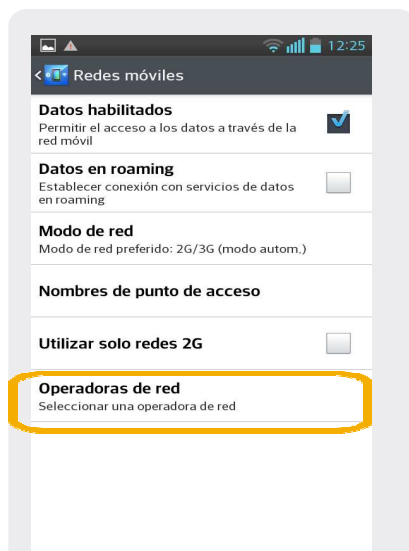 12:25
Redes móviles
Datos habilitados
Permitir el acceso a los datos a través de la
red móvil
Datos en roaming
Establecer conexión con servicios de datos
en roaming
Modo de red
Modo de red preferido: 2G/3G (modo autom.)
Nombres de punto de acceso
Utilizar solo redes 2G
Operadoras de red
Seleccionar una operadora de red